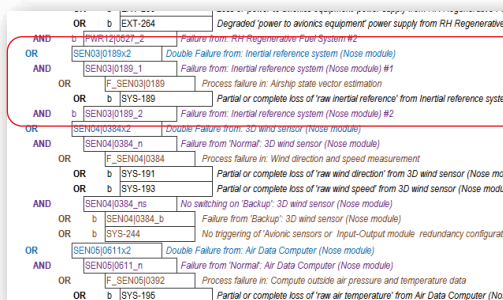 OR b EXT-264 Degraded 'power to avionics equipment' power supply from RH Regenerative
AND b PWR12|0527_2 Failure from: RH Regenerative Fuel System #2
OR SEN03|0189x2 Double Failure from: Inertial reference system (Nose module)
AND SEN03|0189_1 Failure from: Inertial reference system (Nose module) #1
OR F_SEN03|0189 Process failure in: Airship state vector estimation
OR b SYS-189 Partial or complete loss of 'raw inertial reference' from Inertial reference syste
AND b SEN03|0189_2 Failure from: Inertial reference system (Nose module) #2
OR SEN04|0384x2 Double Failure from: 3D wind sensor (Nose module)
AND SEN04|0384_n Failure from 'Normal': 3D wind sensor (Nose module)
OR F_SEN04|0384 Process failure in: Wind direction and speed measurement
OR b SYS-191 Partial or complete loss of 'raw wind direction' from 3D wind sensor (Nose mo
OR b SYS-193 Partial or complete loss of 'raw wind speed' from 3D wind sensor (Nose modu
AND SEN04|0384_ns No switching on 'Backup': 3D wind sensor (Nose module)
OR b SEN04|0384_b Failure from 'Backup': 3D wind sensor (Nose module)
OR b SYS-244 No triggering of 'Avionic sensors or Input-Output module redundancy configurat
OR SEN05|0611x2 Double Failure from: Air Data Computer (Nose module)
AND SEN05|0611_n Failure from 'Normal': Air Data Computer (Nose module)
OR F_SEN05|0611 Process failure in: Compute outside air pressure and temperature data
OR b SYS-195 Partial or complete loss of 'raw air temperature' from Air Data Computer (No